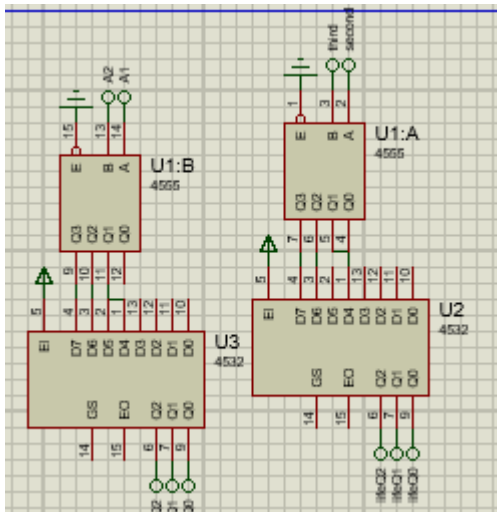 third
second
A2
A1
1
3
2
E
B
A
U1:A
4555
Q3
Q2
Q1
Q0
7
6
5
4
15
13
14
E
B
A
U1:B
4555
Q3
Q2
Q1
Q0
9
10
11
12
5
4
3
2
1
13
12
11
10
EI
D7
D6
D5
D4
D3
D2
D1
D0
U2
4532
GS
EO
Q2
Q1
Q0
14
15
6
7
9
lifeQ2
lifeQ1
lifeQ0
5
4
3
2
1
13
12
11
10
EI
D7
D6
D5
D4
D3
D2
D1
D0
U3
4532
GS
EO
Q2
Q1
Q0
14
15
6
7
9